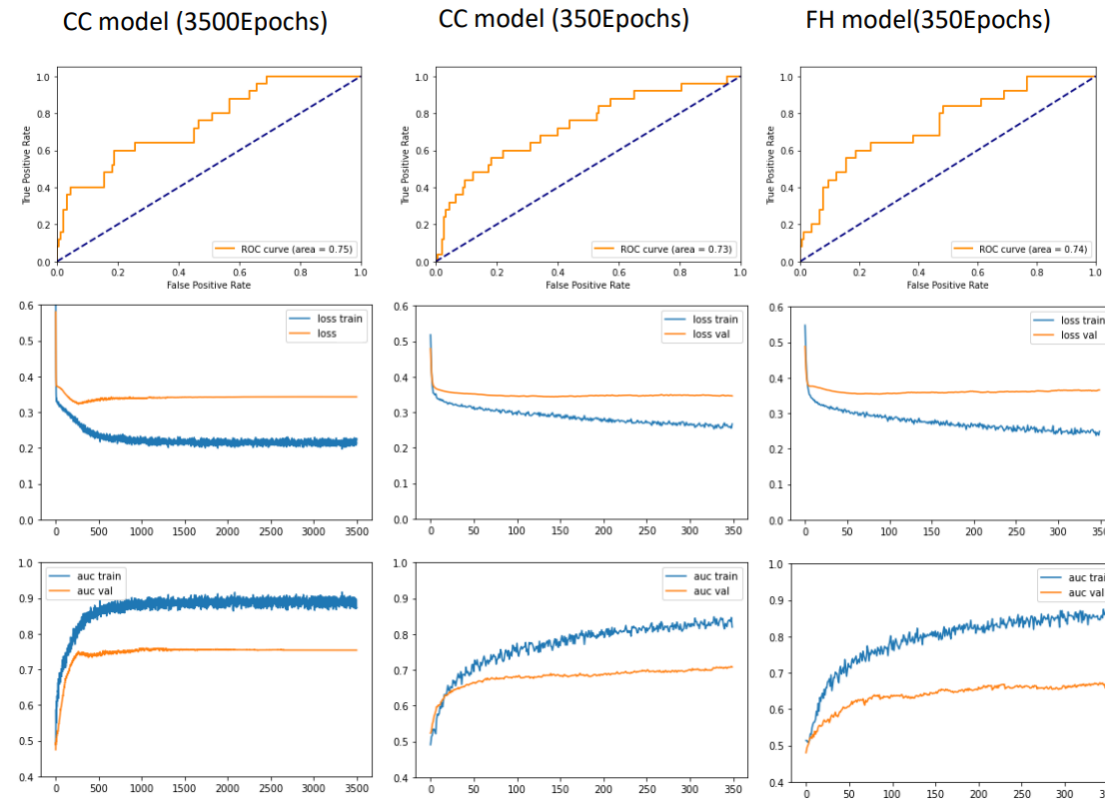 CC model (3500Epochs)
CC model (350Epochs)
FH model(350Epochs)
1.0
0.8
0.6
0.4
0.2
0.0
True Positive Rate
ROC curve (area = 0.75)
0.0 0.2 0.4 0.6 0.8 1.0
False Positive Rate
1.0
0.8
0.6
0.4
0.2
0.0
True Positive Rate
ROC curve (area = 0.73)
0.0 0.2 0.4 0.6 0.8 1.0
False Positive Rate
1.0
0.8
0.6
0.4
0.2
0.0
True Positive Rate
ROC curve (area = 0.74)
0.0 0.2 0.4 0.6 0.8 1.0
False Positive Rate
0.6
0.5
0.4
0.3
0.2
0.1
0.0
loss train
loss
0 500 1000 1500 2000 2500 3000 3500
0.6
0.5
0.4
0.3
0.2
0.1
0.0
loss train
loss val
0 50 100 150 200 250 300 350
0.6
0.5
0.4
0.3
0.2
0.1
0.0
loss train
loss val
0 50 100 150 200 250 300 350
1.0
0.9
0.8
0.7
0.6
0.5
0.4
auc train
auc val
0 500 1000 1500 2000 2500 3000 3500
1.0
0.9
0.8
0.7
0.6
0.5
0.4
auc train
auc val
0 50 100 150 200 250 300 350
1.0
0.9
0.8
0.7
0.6
0.5
0.4
auc train
auc val
0 50 100 150 200 250 300